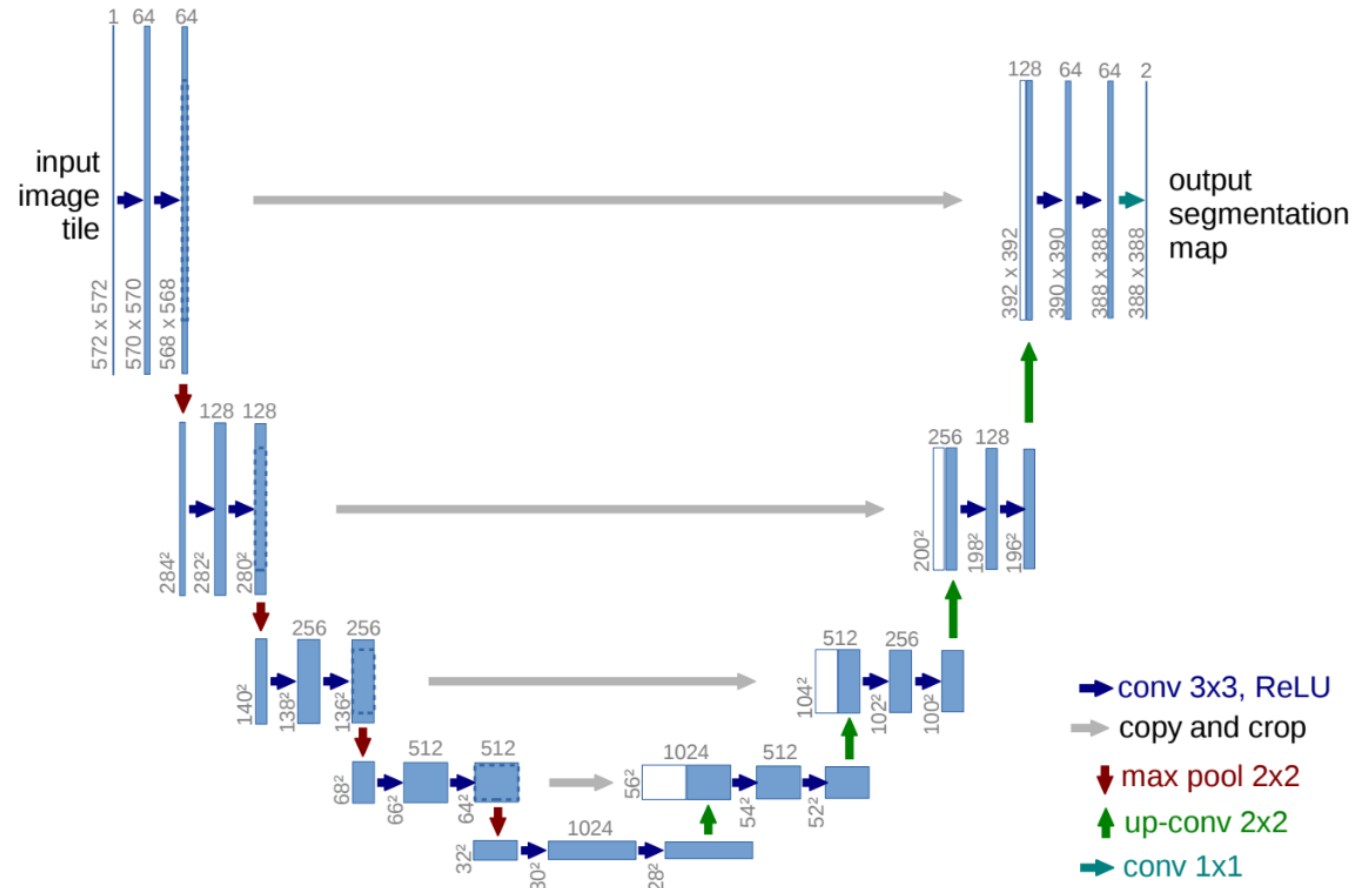 1 64 64
input
image
tile
572 x 572
570 x 570
568 x 568
128 64 64 2
output
segmentation
map
392 x 392
390 x 390
388 x 388
388 x 388
128 128
284²
282²
280²
256 128
200²
198²
196²
256 256
140²
138²
136²
512 256
104²
102²
100²
512 512
68²
66²
64²
1024 512
56²
54²
52²
1024
32²
30²
28²
conv 3x3, ReLU
copy and crop
max pool 2x2
up-conv 2x2
conv 1x1